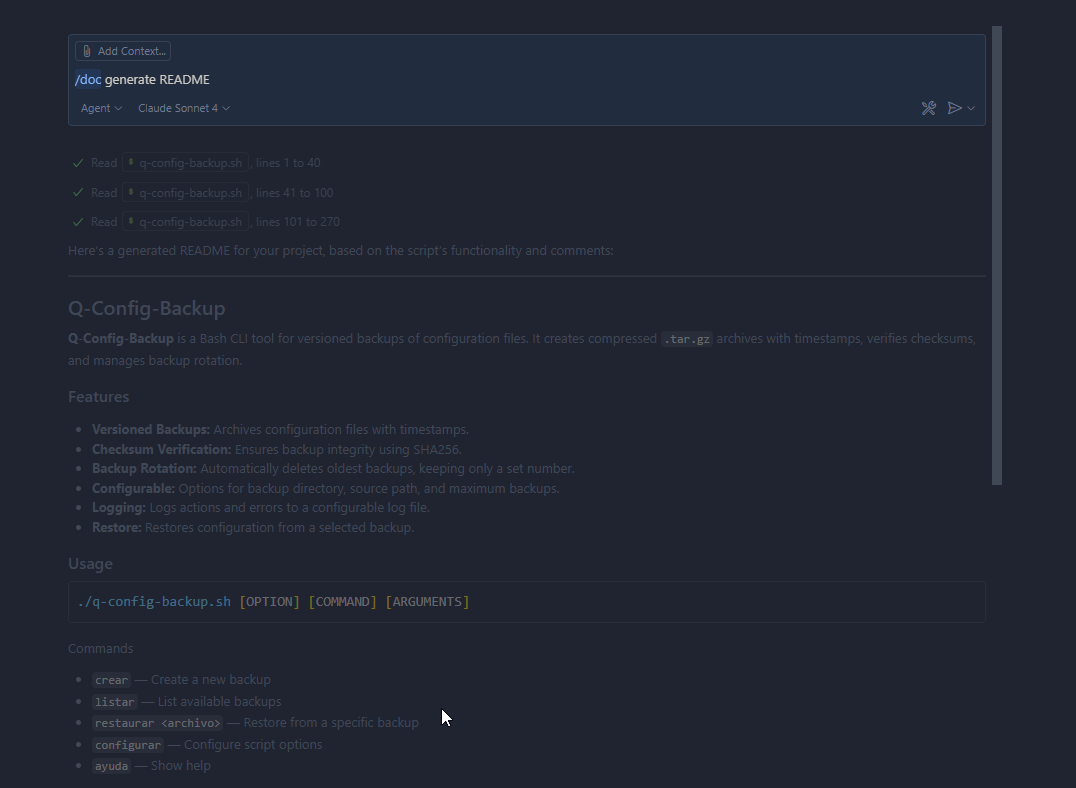 Add Context...
/doc generate README
Agent Claude Sonnet 4
Read q-config-backup.sh, lines 1 to 40
Read q-config-backup.sh, lines 41 to 100
Read q-config-backup.sh, lines 101 to 270
Here's a generated README for your project, based on the script's functionality and comments:
Q-Config-Backup
Q-Config-Backup is a Bash CLI tool for versioned backups of configuration files. It creates compressed .tar.gz archives with timestamps, verifies checksums,
and manages backup rotation.
Features
• Versioned Backups: Archives configuration files with timestamps.
• Checksum Verification: Ensures backup integrity using SHA256.
• Backup Rotation: Automatically deletes oldest backups, keeping only a set number.
• Configurable: Options for backup directory, source path, and maximum backups.
• Logging: Logs actions and errors to a configurable log file.
• Restore: Restores configuration from a selected backup.
Usage
./q-config-backup.sh [OPTION] [COMMAND] [ARGUMENTS]
Commands
• crear — Create a new backup
• listar — List available backups
• restaurar <archivo> — Restore from a specific backup
• configurar — Configure script options
• ayuda — Show help